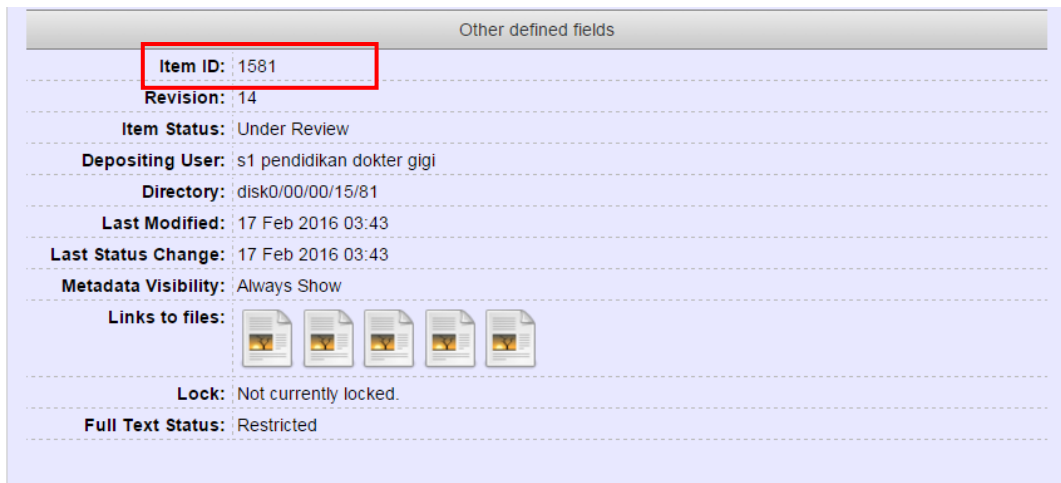 Other defined fields
Item ID: 1581
Revision: 14
Item Status: Under Review
Depositing User: s1 pendidikan dokter gigi
Directory: disk0/00/00/15/81
Last Modified: 17 Feb 2016 03:43
Last Status Change: 17 Feb 2016 03:43
Metadata Visibility: Always Show
Links to files:
Lock: Not currently locked.
Full Text Status: Restricted